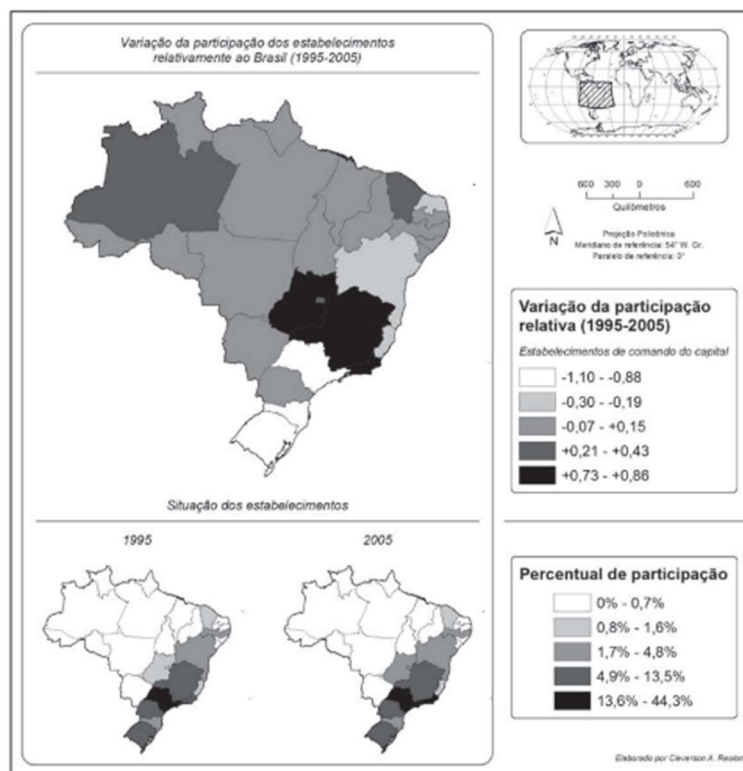 Variação da participação dos estabelecimentos
relativamente ao Brasil (1995-2005)
600 300 0 600
Quilômetros
N
Projeção Policônica
Meridiano de referência: 54° W. Gr.
Paralelo de referência: 0°
Variação da participação
relativa (1995-2005)
Estabelecimentos de comando do capital
-1,10 - -0,88
-0,30 - -0,19
-0,07 - +0,15
+0,21 - +0,43
+0,73 - +0,86
Situação dos estabelecimentos
1995
2005
Percentual de participação
0% - 0,7%
0,8% - 1,6%
1,7% - 4,8%
4,9% - 13,5%
13,6% - 44,3%
Elaborado por Cleverson A. Reolon